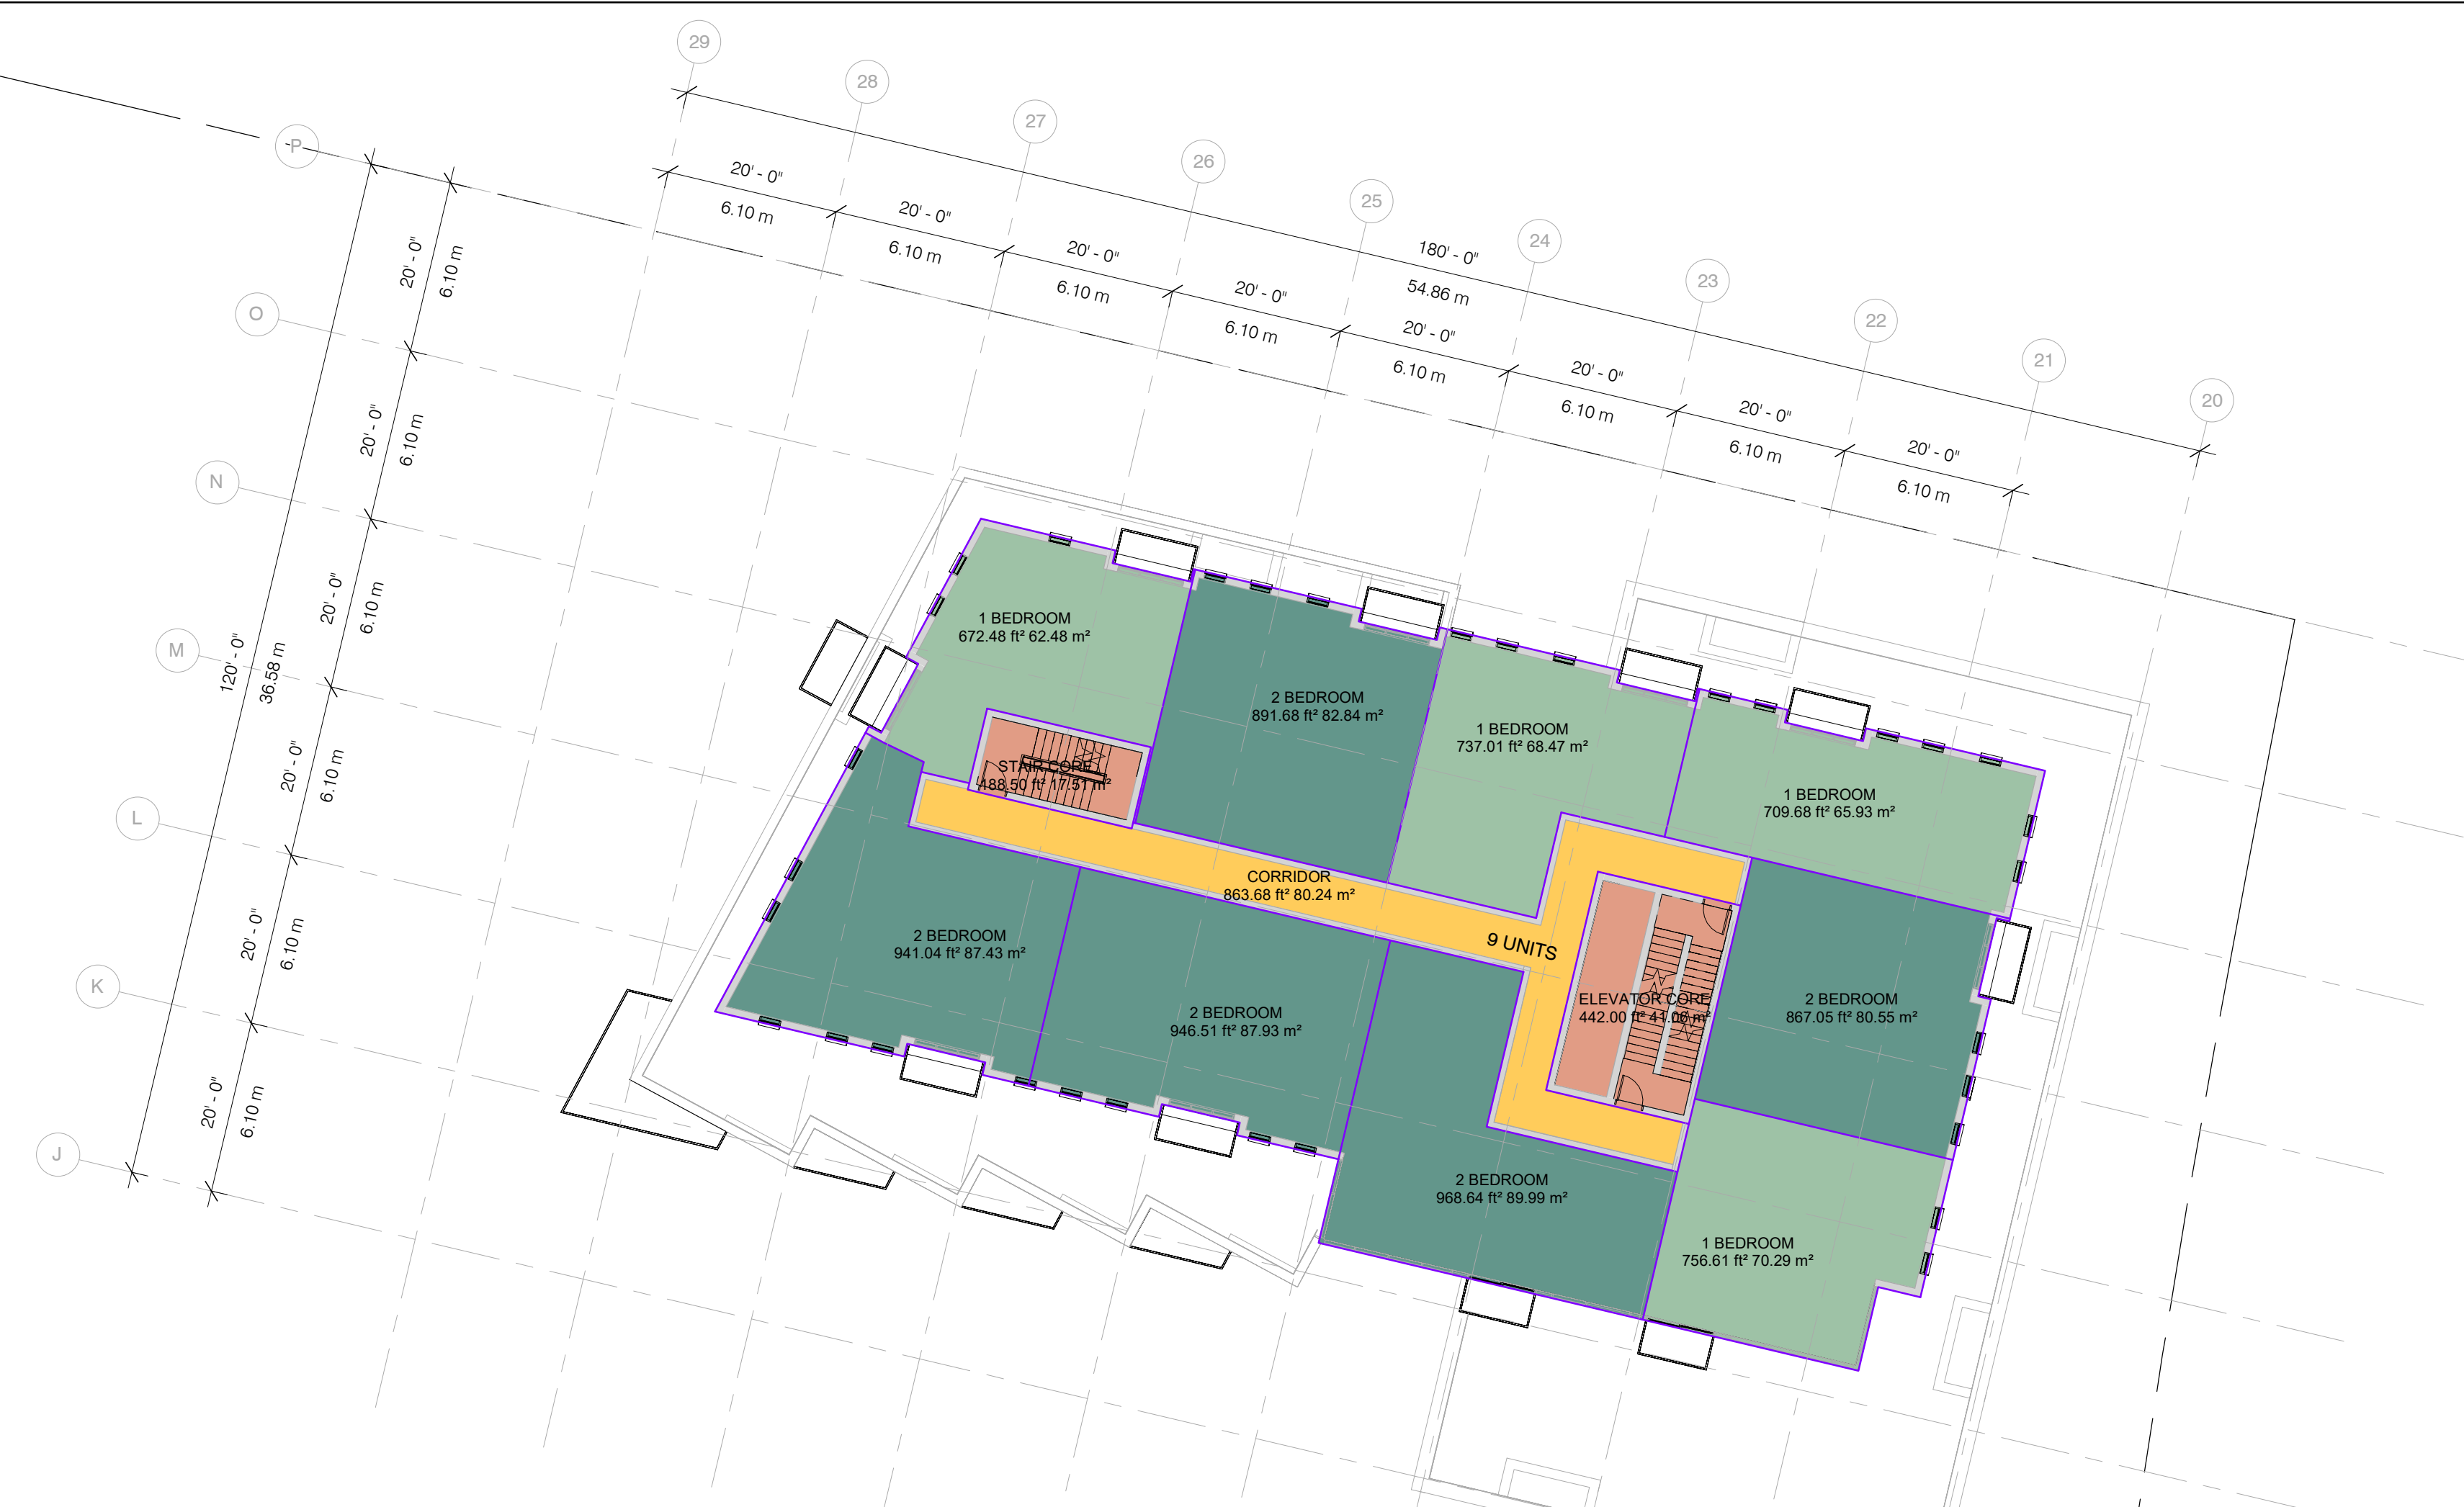 29
28
27
26
25
24
23
22
21
20
P
O
N
M
L
K
J
180' - 0"
54.86 m
20' - 0"
6.10 m
20' - 0"
6.10 m
20' - 0"
6.10 m
20' - 0"
6.10 m
20' - 0"
6.10 m
20' - 0"
6.10 m
20' - 0"
6.10 m
20' - 0"
6.10 m
120' - 0"
36.58 m
20' - 0"
6.10 m
20' - 0"
6.10 m
20' - 0"
6.10 m
20' - 0"
6.10 m
20' - 0"
6.10 m
20' - 0"
6.10 m
1 BEDROOM
672.48 ft² 62.48 m²
2 BEDROOM
891.68 ft² 82.84 m²
1 BEDROOM
737.01 ft² 68.47 m²
1 BEDROOM
709.68 ft² 65.93 m²
STAIR CORE
188.50 ft² 17.51 m²
CORRIDOR
863.68 ft² 80.24 m²
9 UNITS
2 BEDROOM
941.04 ft² 87.43 m²
2 BEDROOM
946.51 ft² 87.93 m²
ELEVATOR CORE
442.00 ft² 41.06 m²
2 BEDROOM
867.05 ft² 80.55 m²
2 BEDROOM
968.64 ft² 89.99 m²
1 BEDROOM
756.61 ft² 70.29 m²